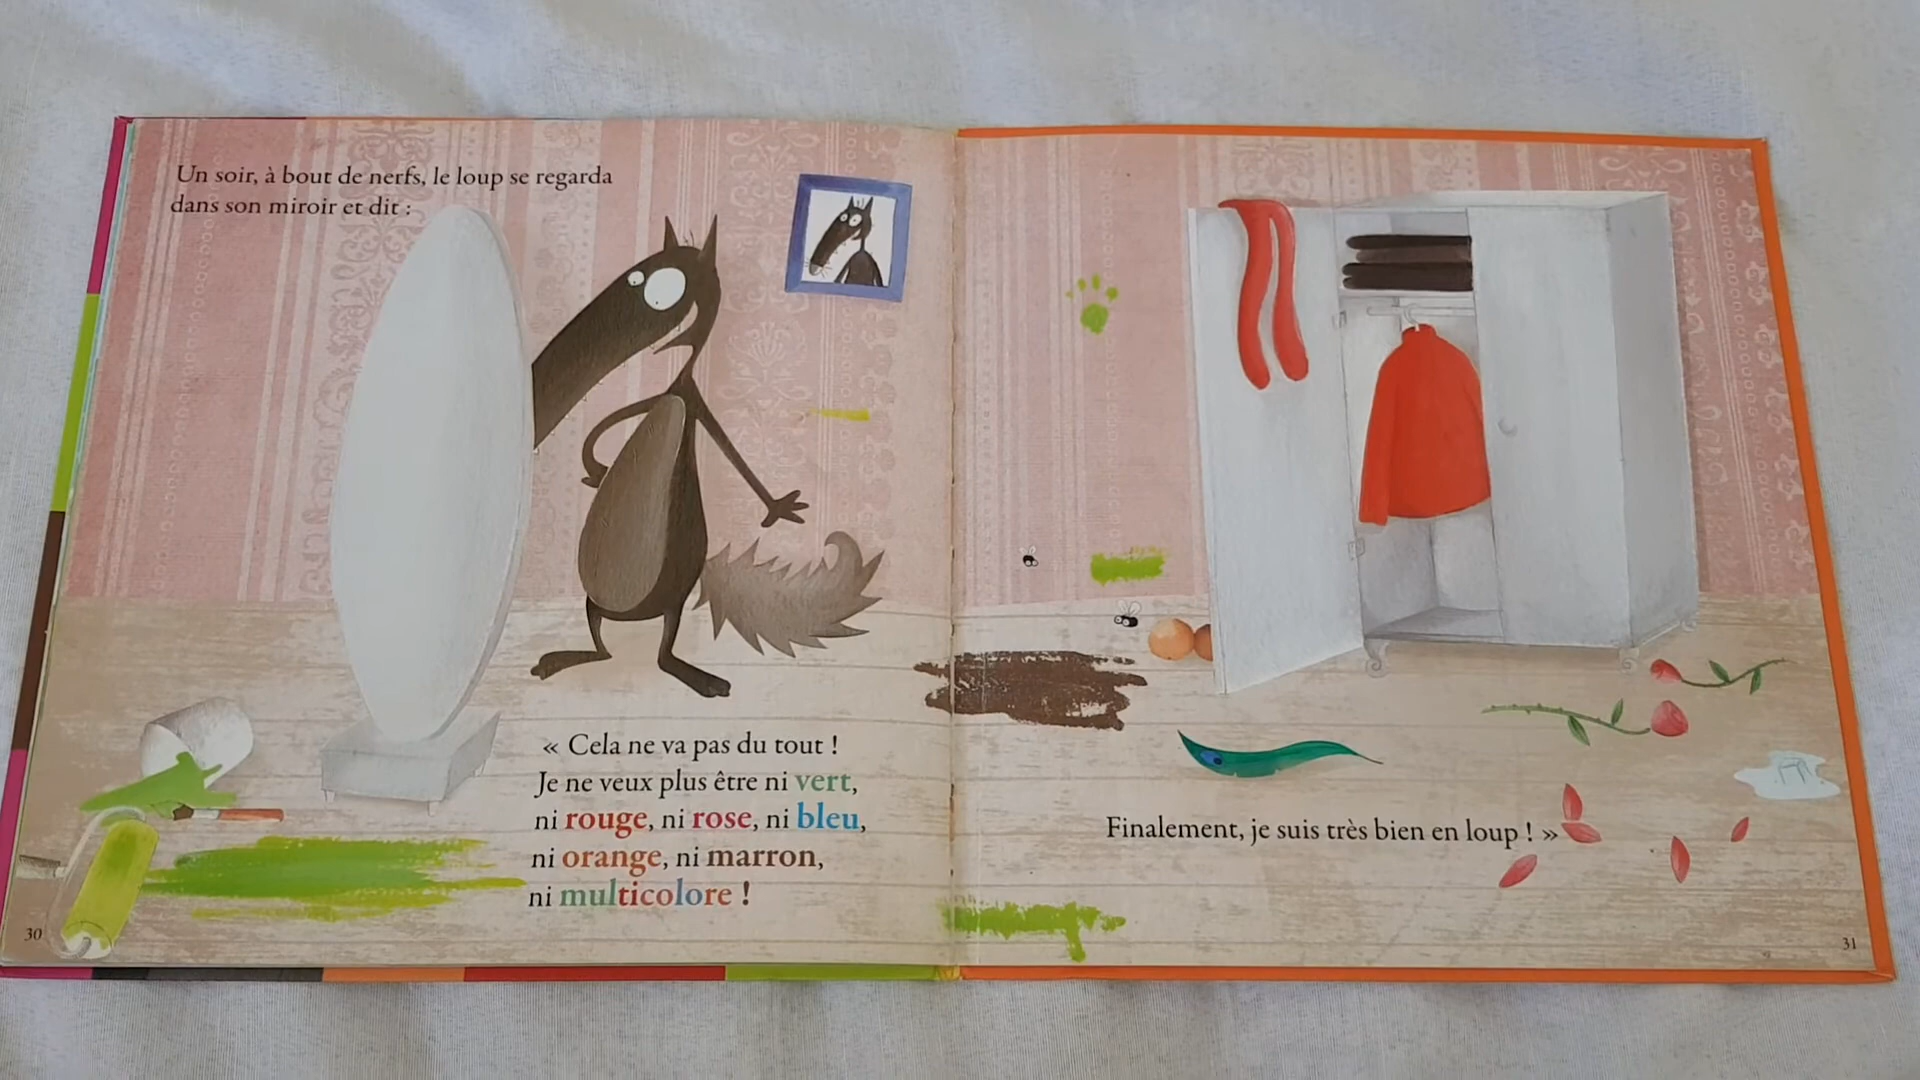 Un soir, à bout de nerfs, le loup se regarda
dans son miroir et dit :
« Cela ne va pas du tout !
Je ne veux plus être ni vert,
ni rouge, ni rose, ni bleu,
ni orange, ni marron,
ni multicolore !
30
Finalement, je suis très bien en loup ! »
31